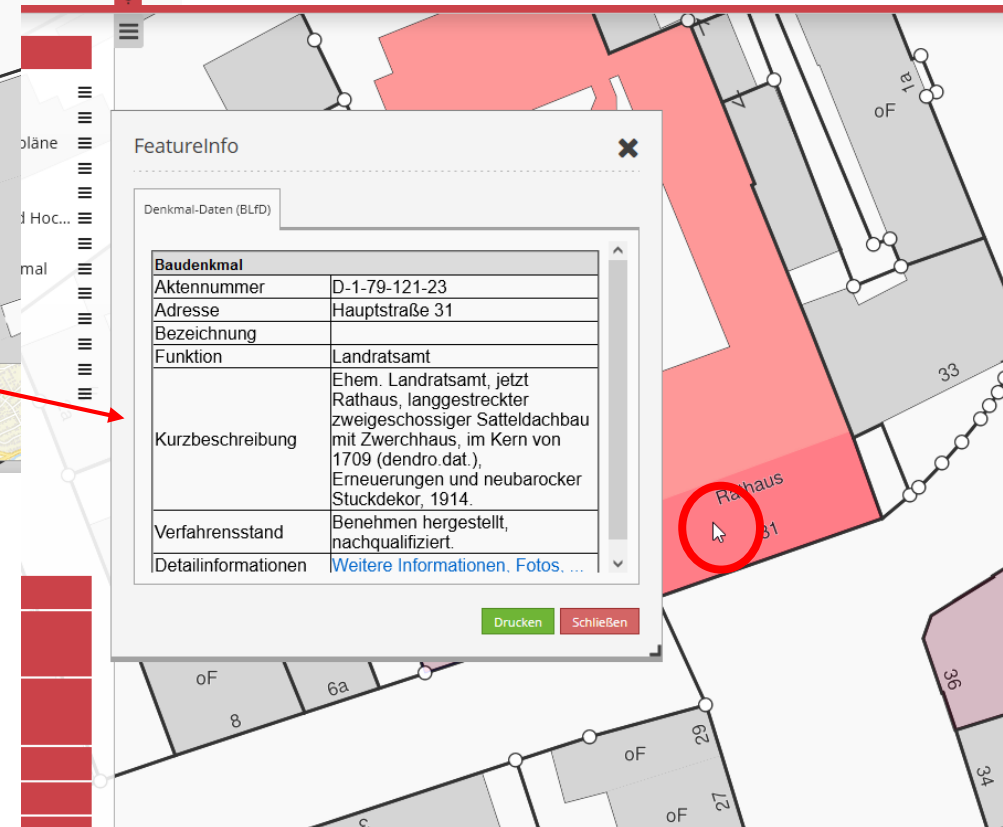 pläne
d Hoc...
mal
FeatureInfo
Denkmal-Daten (BLfD)
Baudenkmal
Aktennummer D-1-79-121-23
Adresse Hauptstraße 31
Bezeichnung
Funktion Landratsamt
Kurzbeschreibung Ehem. Landratsamt, jetzt
Rathaus, langgestreckter
zweigeschossiger Satteldachbau
mit Zwerchhaus, im Kern von
1709 (dendro.dat.),
Erneuerungen und neubarocker
Stuckdekor, 1914.
Verfahrensstand Benehmen hergestellt,
nachqualifiziert.
Detailinformationen Weitere Informationen, Fotos, ...
Drucken Schließen
1a
oF
33
Rathaus
31
36
34
oF
8
6a
oF
29
27
oF